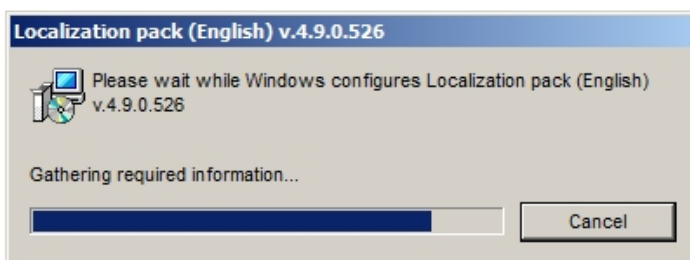 Localization pack (English) v.4.9.0.526
Please wait while Windows configures Localization pack (English)
v.4.9.0.526
Gathering required information...
Cancel